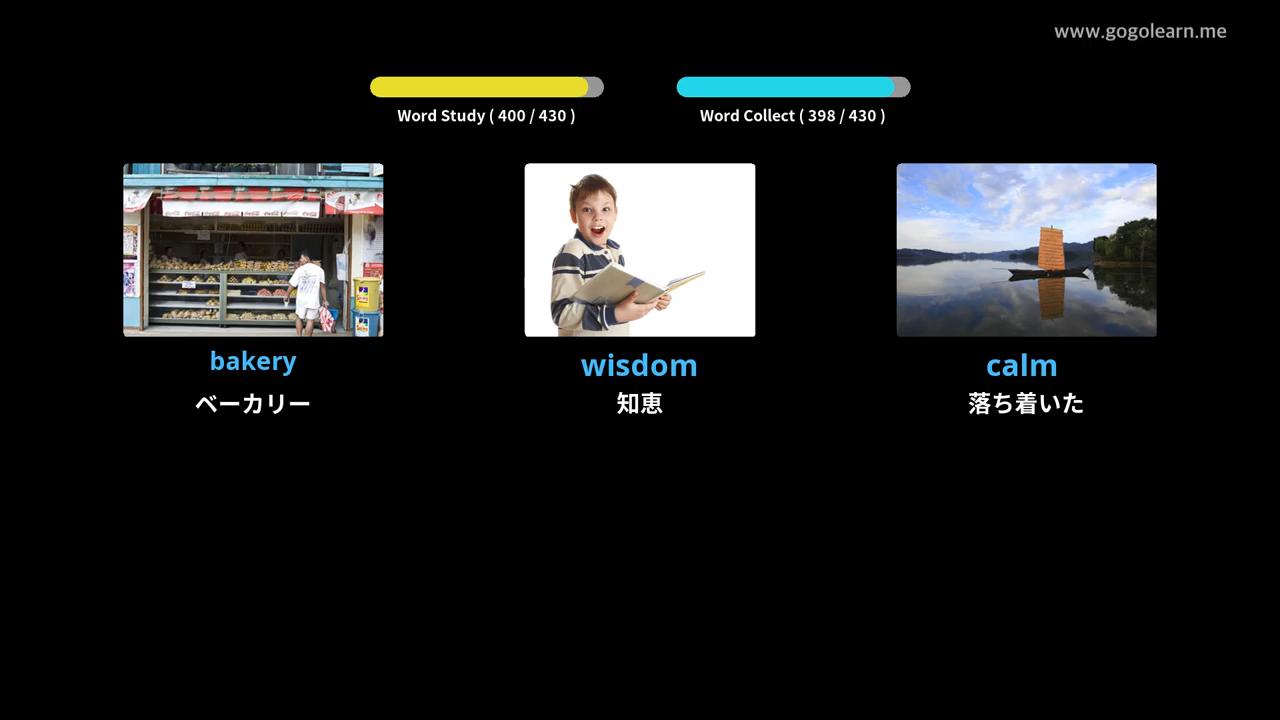 www.gogolearn.me
Word Study ( 400 / 430 )
Word Collect ( 398 / 430 )
bakery
wisdom
calm
ベーカリー
知恵
落ち着いた